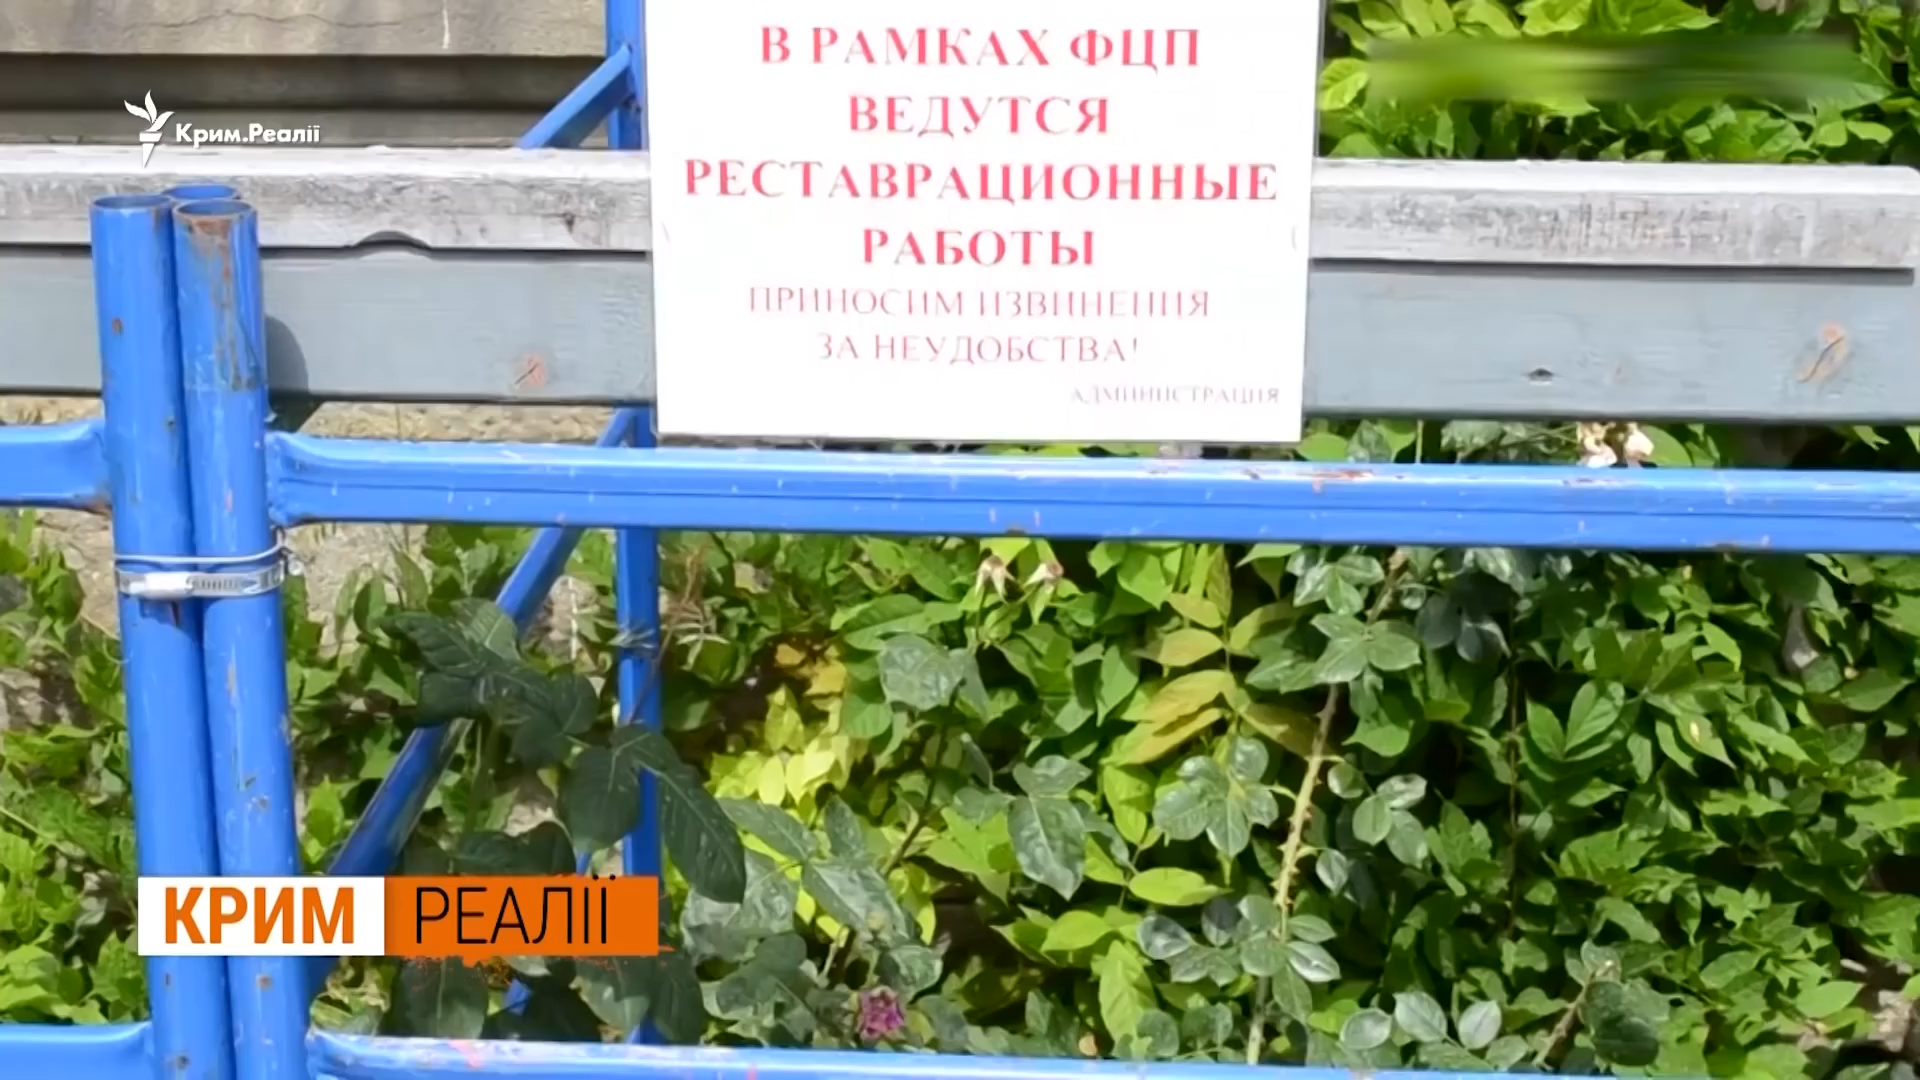 В РАМКАХ ФЦП
ВЕДУТСЯ
РЕСТАВРАЦИОННЫЕ
РАБОТЫ
ПРИНОСИМ ИЗВИНЕНИЯ
ЗА НЕУДОБСТВА!
АДМИНИСТРАЦИЯ
Крим.Реалії
КРИМ РЕАЛІЇ